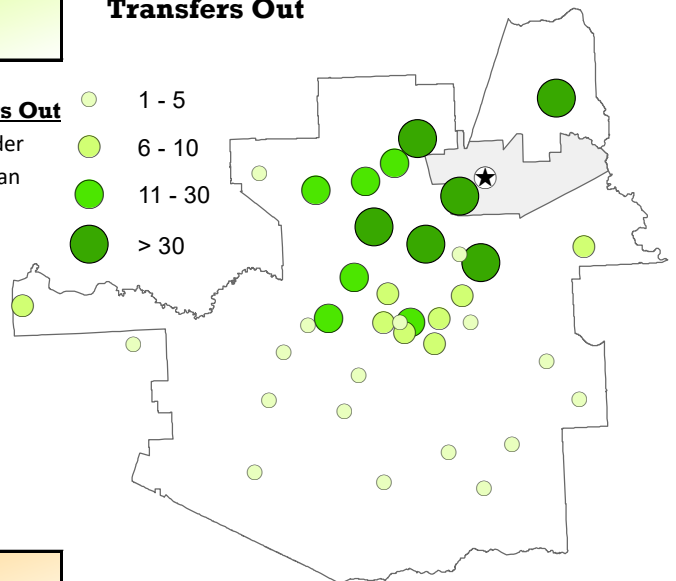 Transfers Out
s Out
der
an
1 - 5
6 - 10
11 - 30
> 30